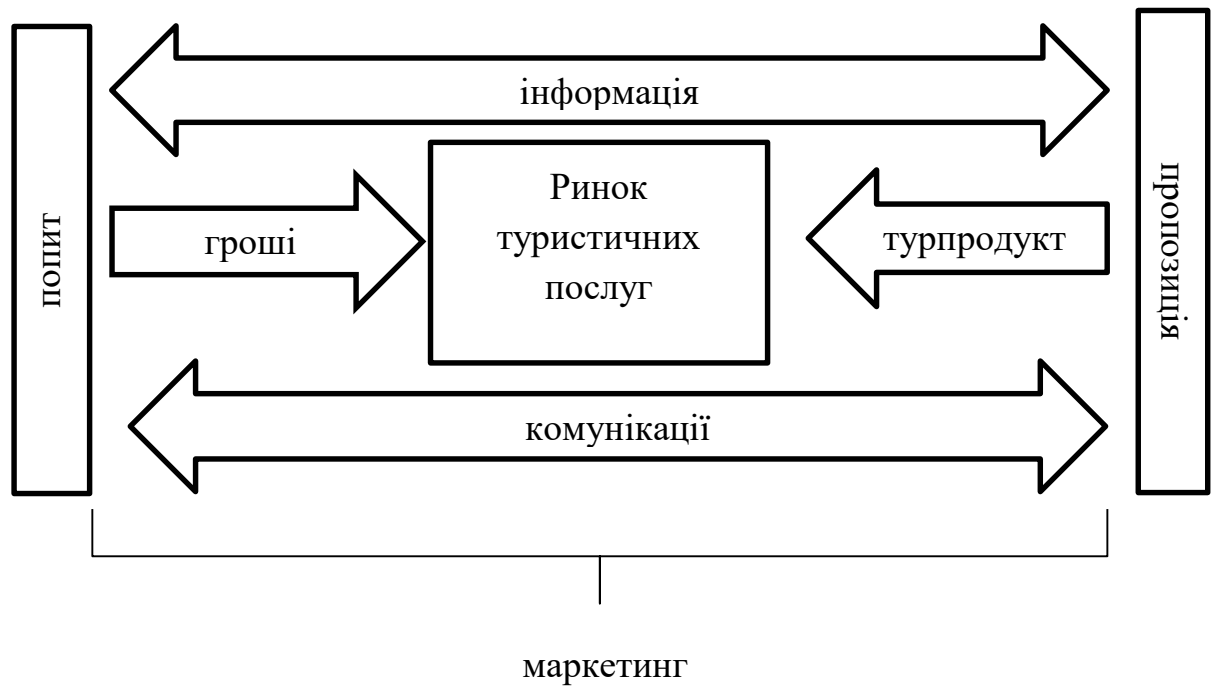 інформація
попит
гроші
Ринок
туристичних
послуг
турпродукт
пропозиція
комунікації
маркетинг